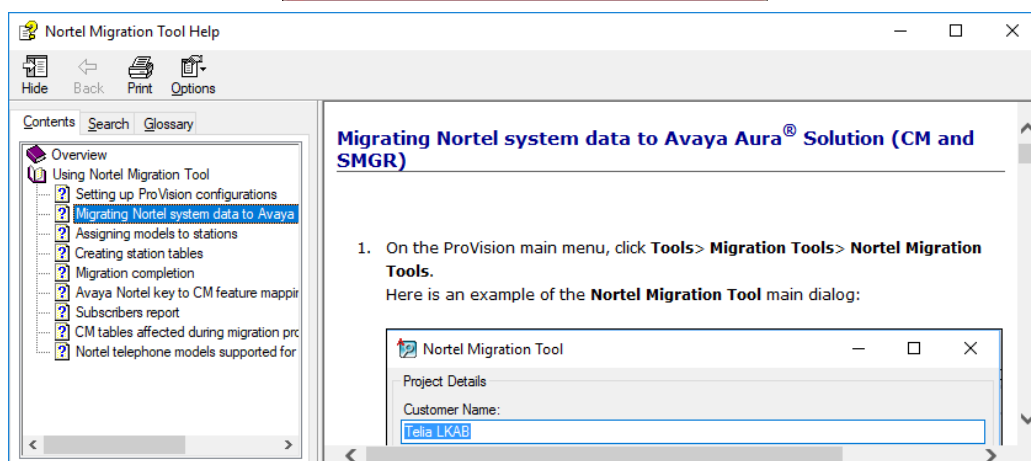 Nortel Migration Tool Help
Hide Back Print Options
Contents Search Glossary
Overview
Using Nortel Migration Tool
Setting up ProVision configurations
Migrating Nortel system data to Avaya
Assigning models to stations
Creating station tables
Migration completion
Avaya Nortel key to CM feature mappin
Subscribers report
CM tables affected during migration pro
Nortel telephone models supported for
Migrating Nortel system data to Avaya Aura® Solution (CM and
SMGR)
1. On the ProVision main menu, click Tools> Migration Tools> Nortel Migration
Tools.
Here is an example of the Nortel Migration Tool main dialog:
Nortel Migration Tool
Project Details
Customer Name:
Telia LKAB